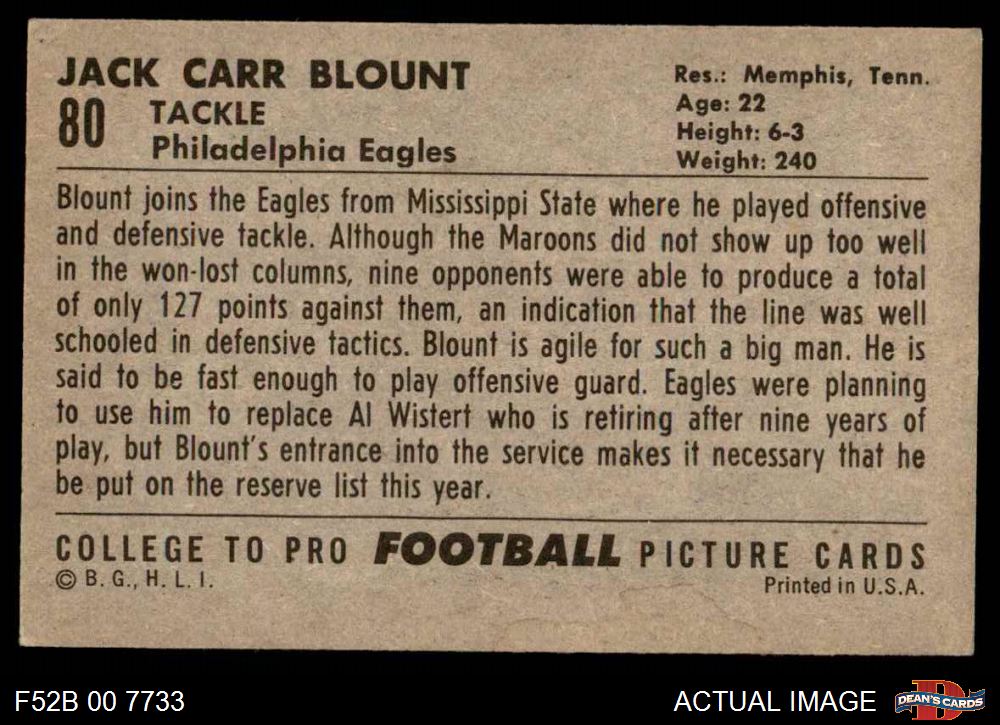 JACK CARR BLOUNT
80
TACKLE
Philadelphia Eagles
Res.: Memphis, Tenn.
Age: 22
Height: 6-3
Weight: 240
Blount joins the Eagles from Mississippi State where he played offensive
and defensive tackle. Although the Maroons did not show up too well
in the won-lost columns, nine opponents were able to produce a total
of only 127 points against them, an indication that the line was well
schooled in defensive tactics. Blount is agile for such a big man. He is
said to be fast enough to play offensive guard. Eagles were planning
to use him to replace Al Wistert who is retiring after nine years of
play, but Blount's entrance into the service makes it necessary that he
be put on the reserve list this year.
COLLEGE TO PRO FOOTBALL PICTURE CARDS
© B. G., H. L. I.
Printed in U.S.A.
F52B 00 7733
ACTUAL IMAGE
D
DEAN'S CARDS